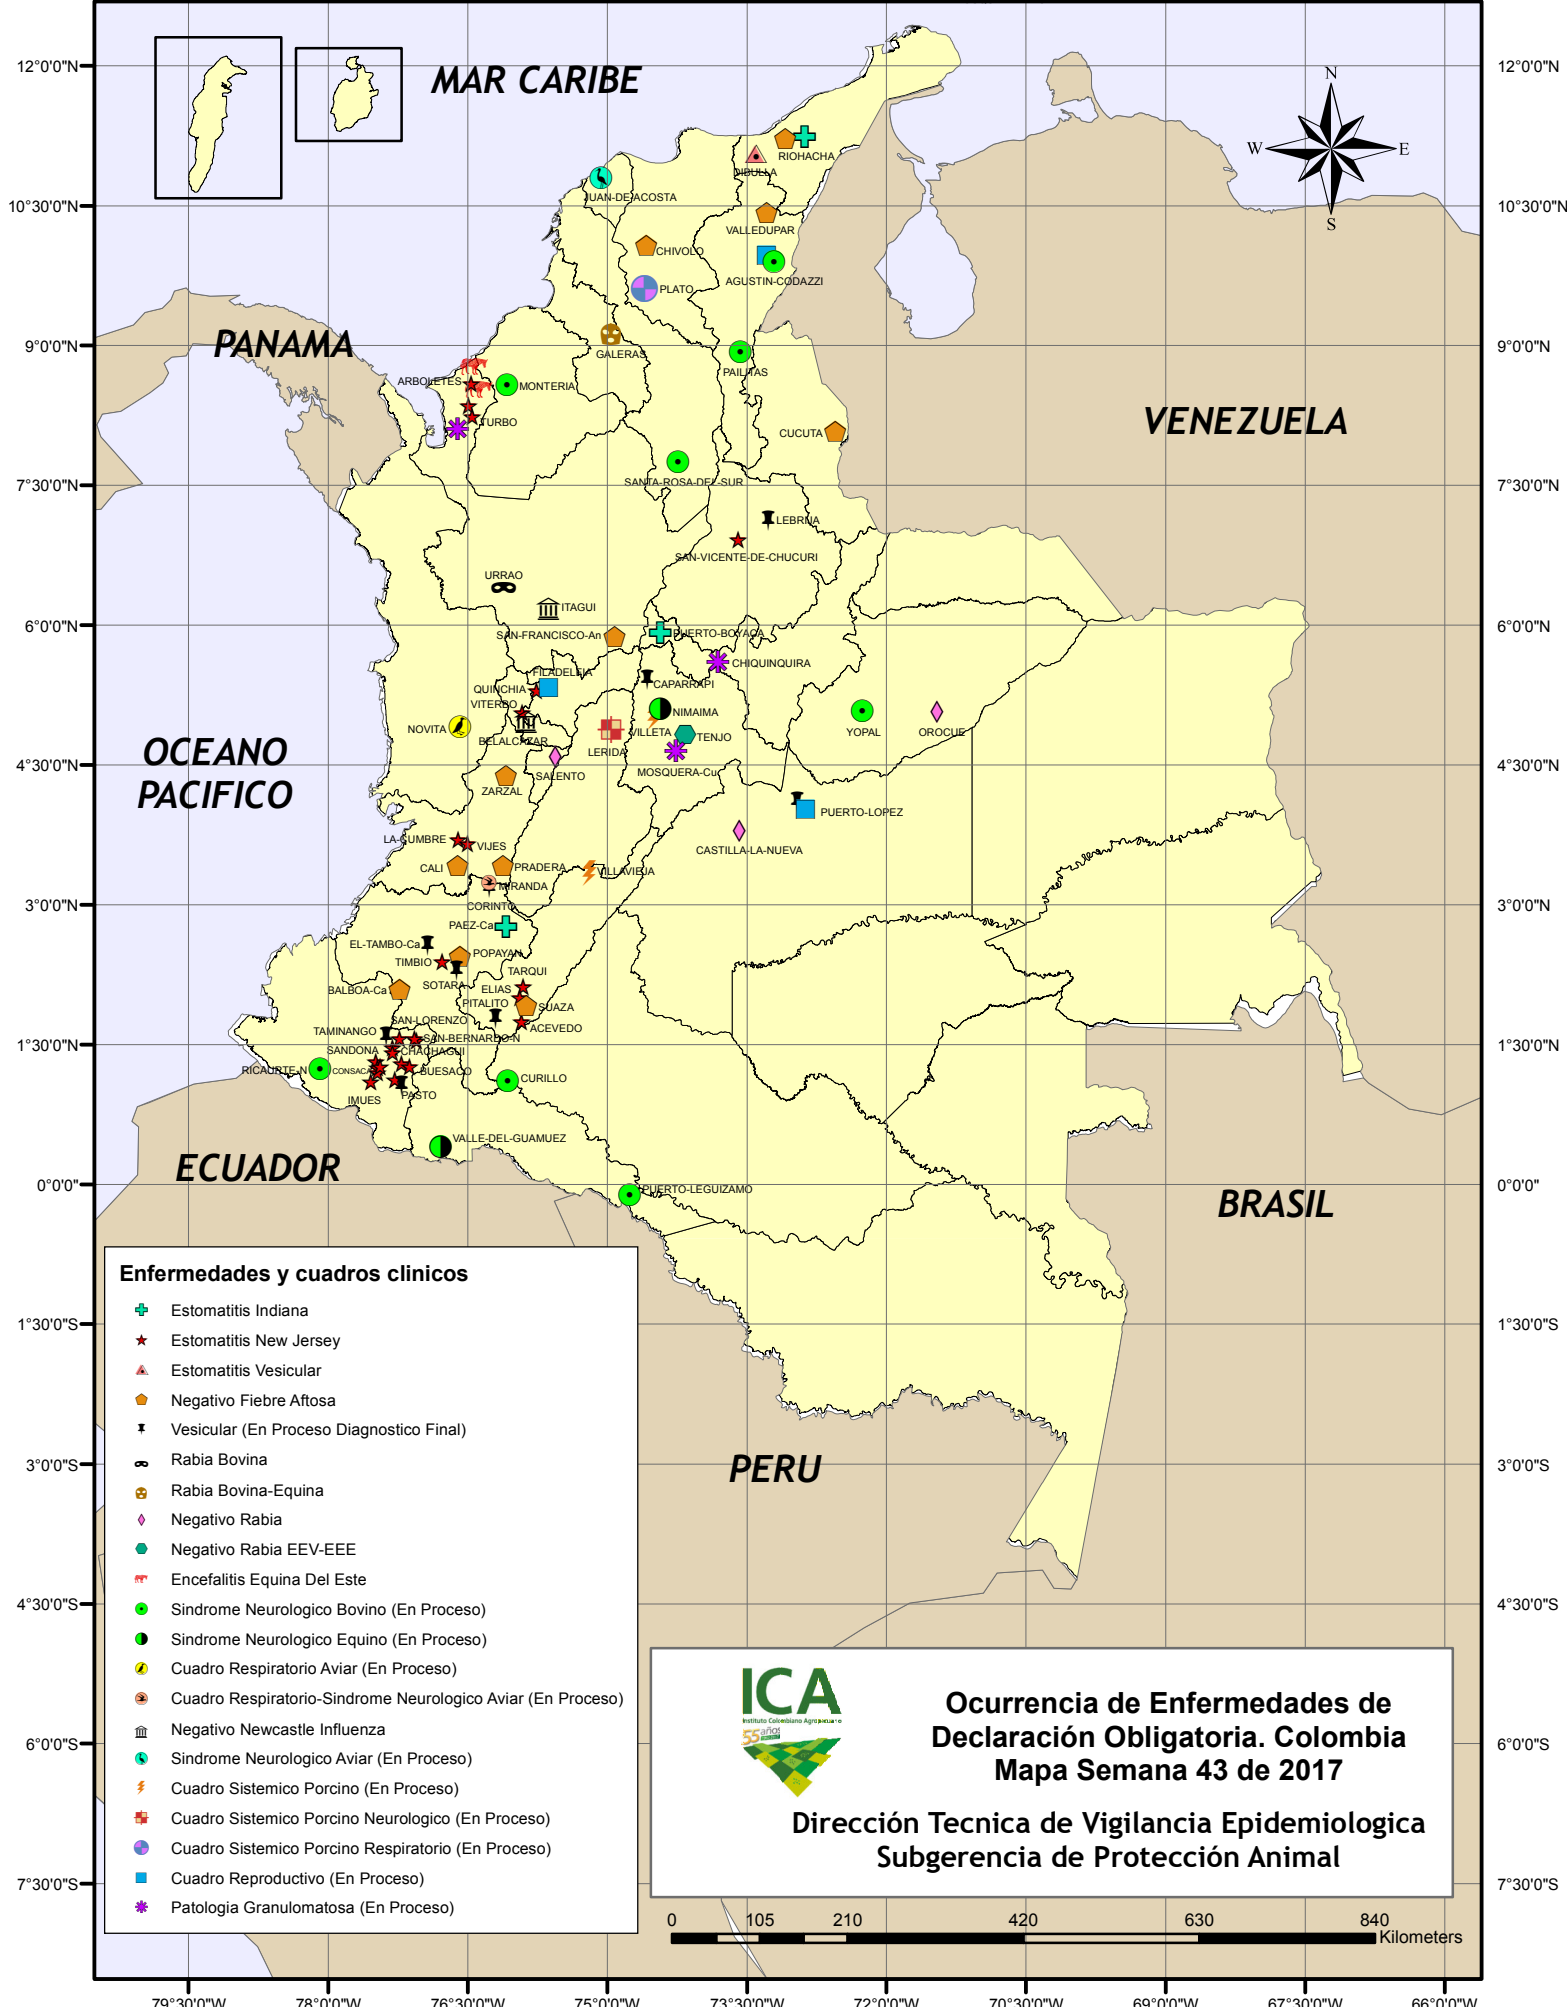 MAR CARIBE
12°0'0"N
12°0'0"N
N
W
E
S
RIOHACHA
DIBULLA
JUAN-DE-ACOSTA
10°30'0"N
10°30'0"N
VALLEDUPAR
CHIVOLO
AGUSTIN-CODAZZI
PLATO
PANAMA
9°0'0"N
9°0'0"N
GALERAS
PAILITAS
ARBOLETES
MONTERIA
TURBO
VENEZUELA
CUCUTA
7°30'0"N
7°30'0"N
SANTA-ROSA-DEL-SUR
LEBRIJA
SAN-VICENTE-DE-CHUCURI
URRAO
ITAGUI
6°0'0"N
6°0'0"N
SAN-FRANCISCO-An
PUERTO-BOYACA
CHIQUINQUIRA
FILADELFIA
CAPARRAPI
QUINCHIA
VITERBO
NIMAIMA
NOVITA
VILLETA
TENJO
BELALCAZAR
LERIDA
YOPAL
OROCUE
OCEANO
PACIFICO
4°30'0"N
4°30'0"N
MOSQUERA-Cu
SALENTO
ZARZAL
PUERTO-LOPEZ
LA-CUMBRE
VIJES
CASTILLA-LA-NUEVA
CALI
PRADERA
VILLAVIEJA
MIRANDA
3°0'0"N
3°0'0"N
CORINTO
PAEZ-Ca
EL-TAMBO-Ca
POPAYAN
TIMBIO
TARQUI
SOTARA
ELIAS
BALBOA-Ca
PITALITO
SUAZA
SAN-LORENZO
ACEVEDO
TAMINANGO
SAN-BERNARDO-N
1°30'0"N
1°30'0"N
SANDONA
CHACHAGUI
RICAURTE-N
CONSACA
BUESACO
CURILLO
IMUES
PASTO
VALLE-DEL-GUAMUEZ
ECUADOR
0°0'0"
0°0'0"
PUERTO-LEGUIZAMO
BRASIL
Enfermedades y cuadros clinicos
Estomatitis Indiana
1°30'0"S
1°30'0"S
Estomatitis New Jersey
Estomatitis Vesicular
Negativo Fiebre Aftosa
Vesicular (En Proceso Diagnostico Final)
3°0'0"S
3°0'0"S
PERU
Rabia Bovina
Rabia Bovina-Equina
Negativo Rabia
Negativo Rabia EEV-EEE
Encefalitis Equina Del Este
4°30'0"S
4°30'0"S
Sindrome Neurologico Bovino (En Proceso)
Sindrome Neurologico Equino (En Proceso)
Cuadro Respiratorio Aviar (En Proceso)
Cuadro Respiratorio-Sindrome Neurologico Aviar (En Proceso)
Negativo Newcastle Influenza
6°0'0"S
6°0'0"S
Sindrome Neurologico Aviar (En Proceso)
Cuadro Sistemico Porcino (En Proceso)
Cuadro Sistemico Porcino Neurologico (En Proceso)
Cuadro Sistemico Porcino Respiratorio (En Proceso)
Cuadro Reproductivo (En Proceso)
7°30'0"S
7°30'0"S
Patologia Granulomatosa (En Proceso)
ICA
Instituto Colombiano Agropecuario
55 años
Ocurrencia de Enfermedades de
Declaración Obligatoria. Colombia
Mapa Semana 43 de 2017
Dirección Tecnica de Vigilancia Epidemiologica
Subgerencia de Protección Animal
0 105 210 420 630 840
Kilometers
79°30'0"W 78°0'0"W 76°30'0"W 75°0'0"W 73°30'0"W 72°0'0"W 70°30'0"W 69°0'0"W 67°30'0"W 66°0'0"W